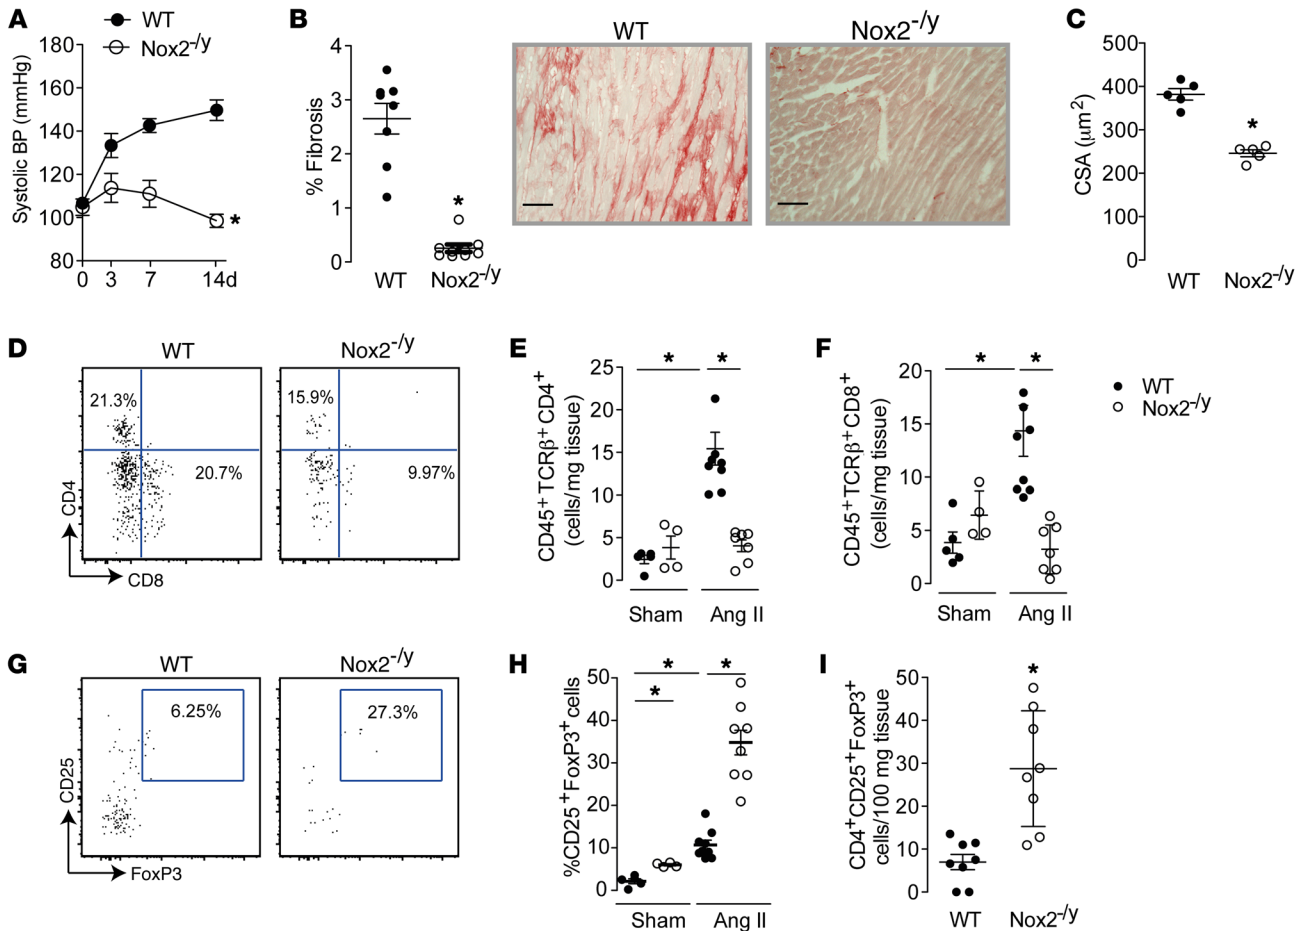 A
WT
Nox2-/y
Systolic BP (mmHg)
180
160
140
120
100
80
*
0 3 7 14d
B
% Fibrosis
4
3
2
1
0
*
WT Nox2-/y
WT
Nox2-/y
C
CSA (µm2)
500
400
300
200
100
0
*
WT Nox2-/y
D
WT
Nox2-/y
21.3%
20.7%
15.9%
9.97%
CD4
CD8
E
CD45+TCRβ+CD4+
(cells/mg tissue)
25
20
15
10
5
0
* *
Sham Ang II
F
CD45+TCRβ+CD8+
(cells/mg tissue)
20
15
10
5
0
* *
Sham Ang II
WT
Nox2-/y
G
WT
Nox2-/y
6.25%
27.3%
CD25
FoxP3
H
%CD25+FoxP3+ cells
50
40
30
20
10
0
* *
*
Sham Ang II
I
CD4+CD25+FoxP3+
cells/100 mg tissue
50
40
30
20
10
0
*
WT Nox2-/y